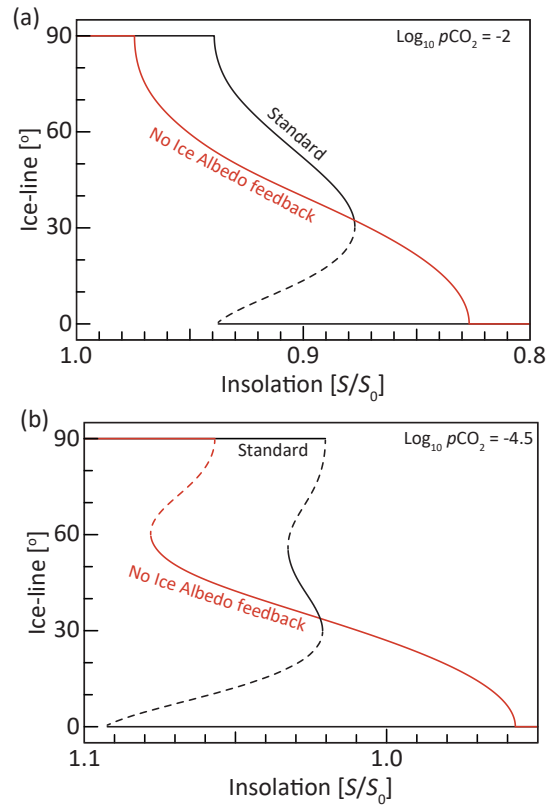 (a)
Log₁₀ pCO₂ = -2
90
60
30
0
Ice-line [º]
Standard
No Ice Albedo feedback
1.0
0.9
0.8
Insolation [S/S₀]
(b)
Log₁₀ pCO₂ = -4.5
90
60
30
0
Ice-line [º]
Standard
No Ice Albedo feedback
1.1
1.0
Insolation [S/S₀]